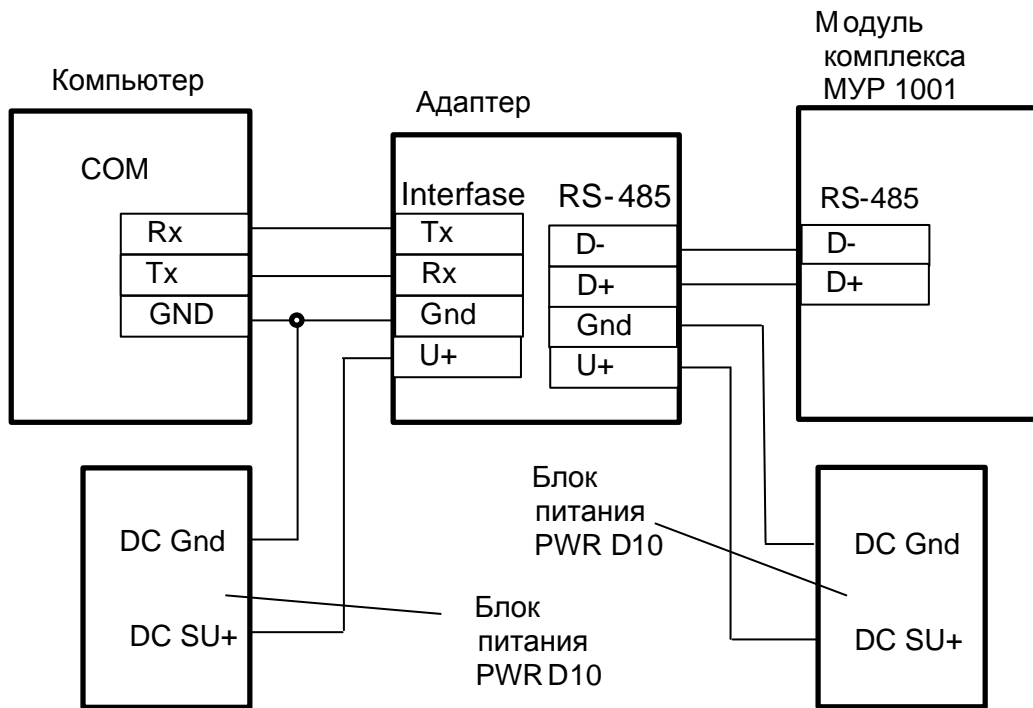 Модуль
комплекса
МУР 1001
Компьютер
Адаптер
COM
Interfase
RS-485
RS-485
Rx
Tx
D-
D-
Tx
Rx
D+
D+
GND
Gnd
Gnd
U+
U+
Блок
питания
PWR D10
DC Gnd
DC Gnd
DC SU+
Блок
питания
PWR D10
DC SU+